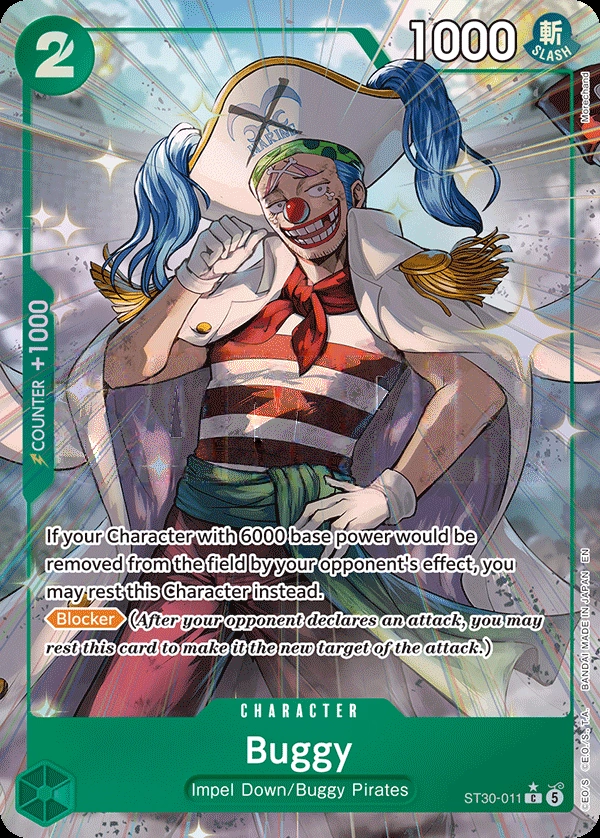 2
1000
斬
SLASH
Morechand
MARINE
COUNTER +1000
If your Character with 6000 base power would be
removed from the field by your opponent's effect, you
may rest this Character instead.
Blocker (After your opponent declares an attack, you may
rest this card to make it the new target of the attack.)
©E.O./S. ©E.O./S.,T.A. BANDAI MADE IN JAPAN EN
CHARACTER
Buggy
Impel Down/Buggy Pirates
ST30-011 C 5